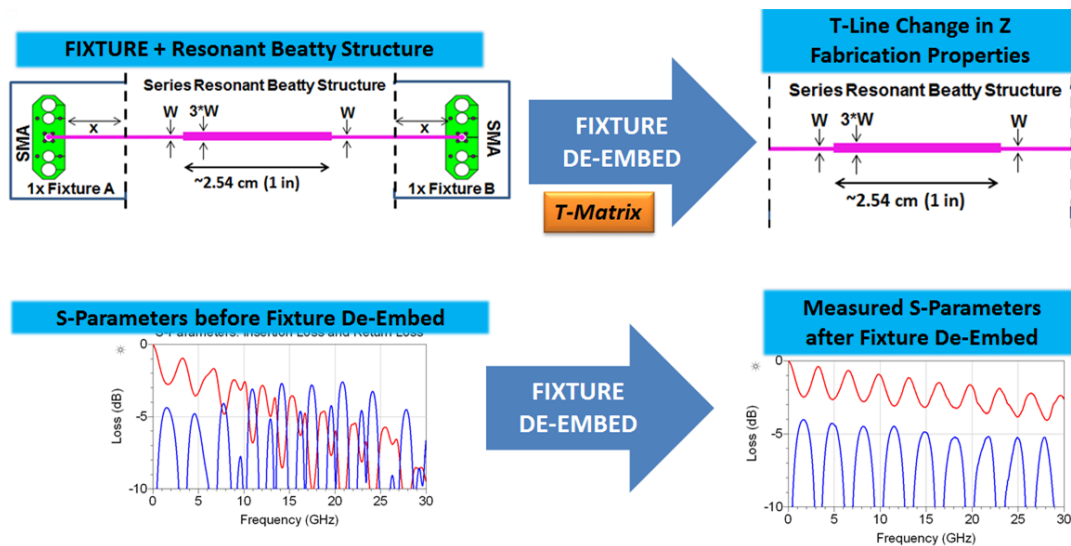 FIXTURE + Resonant Beatty Structure
Series Resonant Beatty Structure
SMA
x
W
3*W
W
x
SMA
~2.54 cm (1 in)
1x Fixture A
1x Fixture B
FIXTURE
DE-EMBED
T-Matrix
T-Line Change in Z
Fabrication Properties
Series Resonant Beatty Structure
W
3*W
W
~2.54 cm (1 in)
S-Parameters before Fixture De-Embed
S-Parameters: Insertion Loss and Return Loss
Loss (dB)
0
-5
-10
0 5 10 15 20 25 30
Frequency (GHz)
FIXTURE
DE-EMBED
Measured S-Parameters
after Fixture De-Embed
Loss (dB)
0
-5
-10
0 5 10 15 20 25 30
Frequency (GHz)